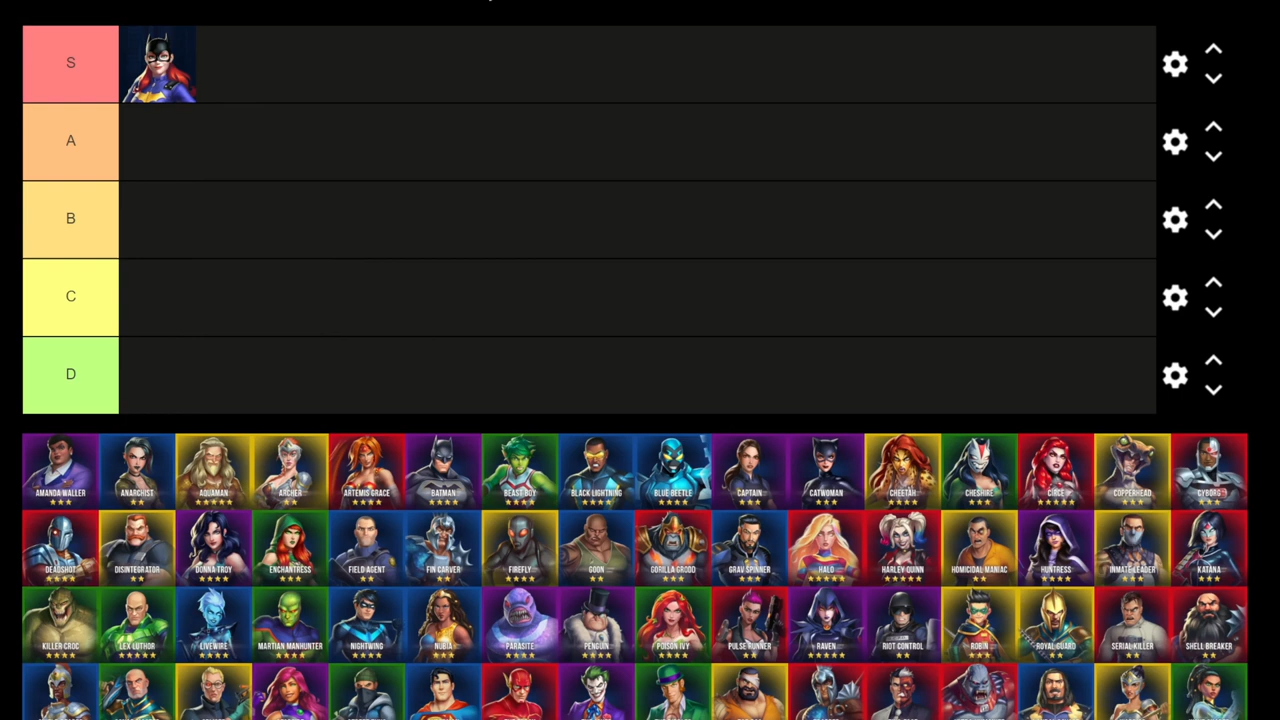 S
A
B
C
D
AMANDA WALLER ANARCHIST AQUAMAN ARCHER ARTEMIS GRACE BATMAN BEAST BOY BLACK LIGHTNING BLUE BEETLE CAPTAIN CATWOMAN CHEETAH CHESHIRE CIRCE COPPERHEAD CYBORG
DEADSHOT DISINTEGRATOR DONNA TROY ENCHANTRESS FIELD AGENT FIN CARVER FIREFLY GOON GORILLA GRODD GRAV SPINNER HALO HARLEY QUINN HOMICIDAL MANIAC HUNTRESS INMATE LEADER KATANA
KILLER CROC LEX LUTHOR LIVEWIRE MARTIAN MANHUNTER NIGHTWING NUBIA PARASITE PENGUIN POISON IVY PULSE RUNNER RAVEN RIOT CONTROL ROBIN ROYAL GUARD SERIAL KILLER SHELL BREAKER